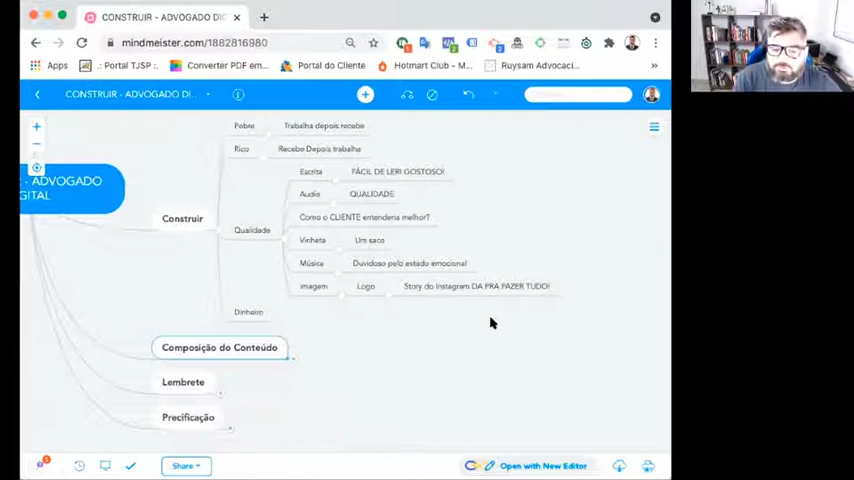 CONSTRUIR - ADVOGADO DIG
mindmeister.com/1882816980
Apps
.: Portal TJSP :.
Converter PDF em...
Portal do Cliente
Hotmart Club – M...
Ruysam Advocaci...
CONSTRUIR - ADVOGADO DI...
Pobre
Trabalha depois recebe
Rico
Recebe Depois trabalha
Escrita
FÁCIL DE LER! GOSTOSO!
- ADVOGADO
GITAL
Audio
QUALIDADE
Construir
Como o CLIENTE entenderia melhor?
Qualidade
Vinheta
Um saco
Música
Duvidoso pelo estado emocional
imagem
Logo
Story do Instagram DA PRA FAZER TUDO!
Dinheiro
Composição do Conteúdo
Lembrete
Precificação
Share
Open with New Editor